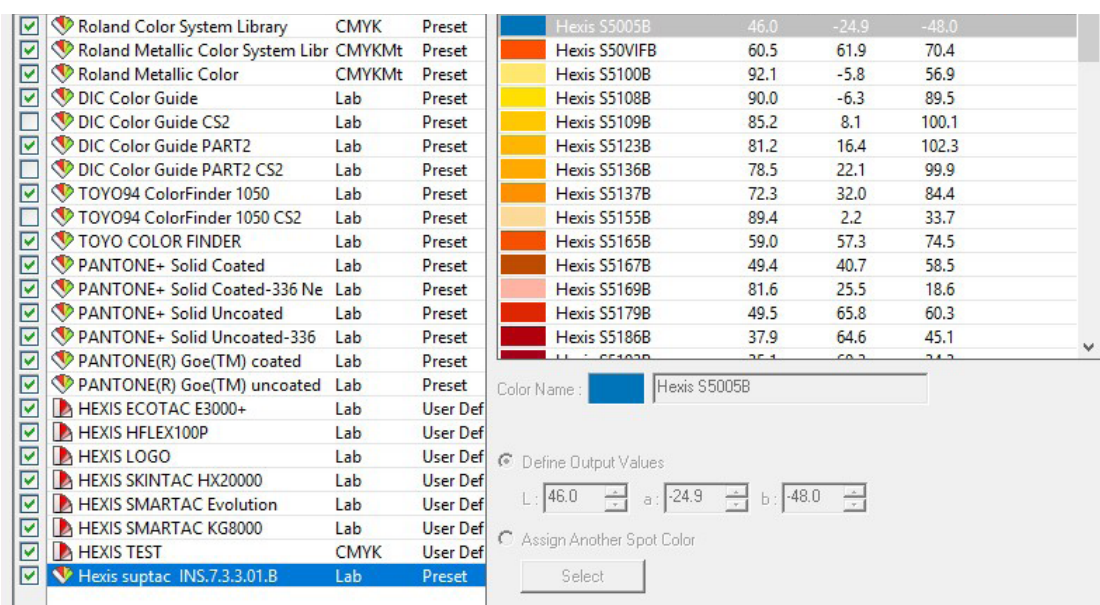 Roland Color System Library CMYK Preset
Roland Metallic Color System Libr CMYKMt Preset
Roland Metallic Color CMYKMt Preset
DIC Color Guide Lab Preset
DIC Color Guide CS2 Lab Preset
DIC Color Guide PART2 Lab Preset
DIC Color Guide PART2 CS2 Lab Preset
TOYO94 ColorFinder 1050 Lab Preset
TOYO94 ColorFinder 1050 CS2 Lab Preset
TOYO COLOR FINDER Lab Preset
PANTONE+ Solid Coated Lab Preset
PANTONE+ Solid Coated-336 Ne Lab Preset
PANTONE+ Solid Uncoated Lab Preset
PANTONE+ Solid Uncoated-336 Lab Preset
PANTONE(R) Goe(TM) coated Lab Preset
PANTONE(R) Goe(TM) uncoated Lab Preset
HEXIS ECOTAC E3000+ Lab User Def
HEXIS HFLEX100P Lab User Def
HEXIS LOGO Lab User Def
HEXIS SKINTAC HX20000 Lab User Def
HEXIS SMARTAC Evolution Lab User Def
HEXIS SMARTAC KG8000 Lab User Def
HEXIS TEST CMYK User Def
Hexis suptac INS.7.3.3.01.B Lab Preset
Hexis S5005B 46.0 -24.9 -48.0
Hexis S50VIFB 60.5 61.9 70.4
Hexis S5100B 92.1 -5.8 56.9
Hexis S5108B 90.0 -6.3 89.5
Hexis S5109B 85.2 8.1 100.1
Hexis S5123B 81.2 16.4 102.3
Hexis S5136B 78.5 22.1 99.9
Hexis S5137B 72.3 32.0 84.4
Hexis S5155B 89.4 2.2 33.7
Hexis S5165B 59.0 57.3 74.5
Hexis S5167B 49.4 40.7 58.5
Hexis S5169B 81.6 25.5 18.6
Hexis S5179B 49.5 65.8 60.3
Hexis S5186B 37.9 64.6 45.1
Color Name : Hexis S5005B
Define Output Values
L : 46.0 a : -24.9 b : -48.0
Assign Another Spot Color
Select